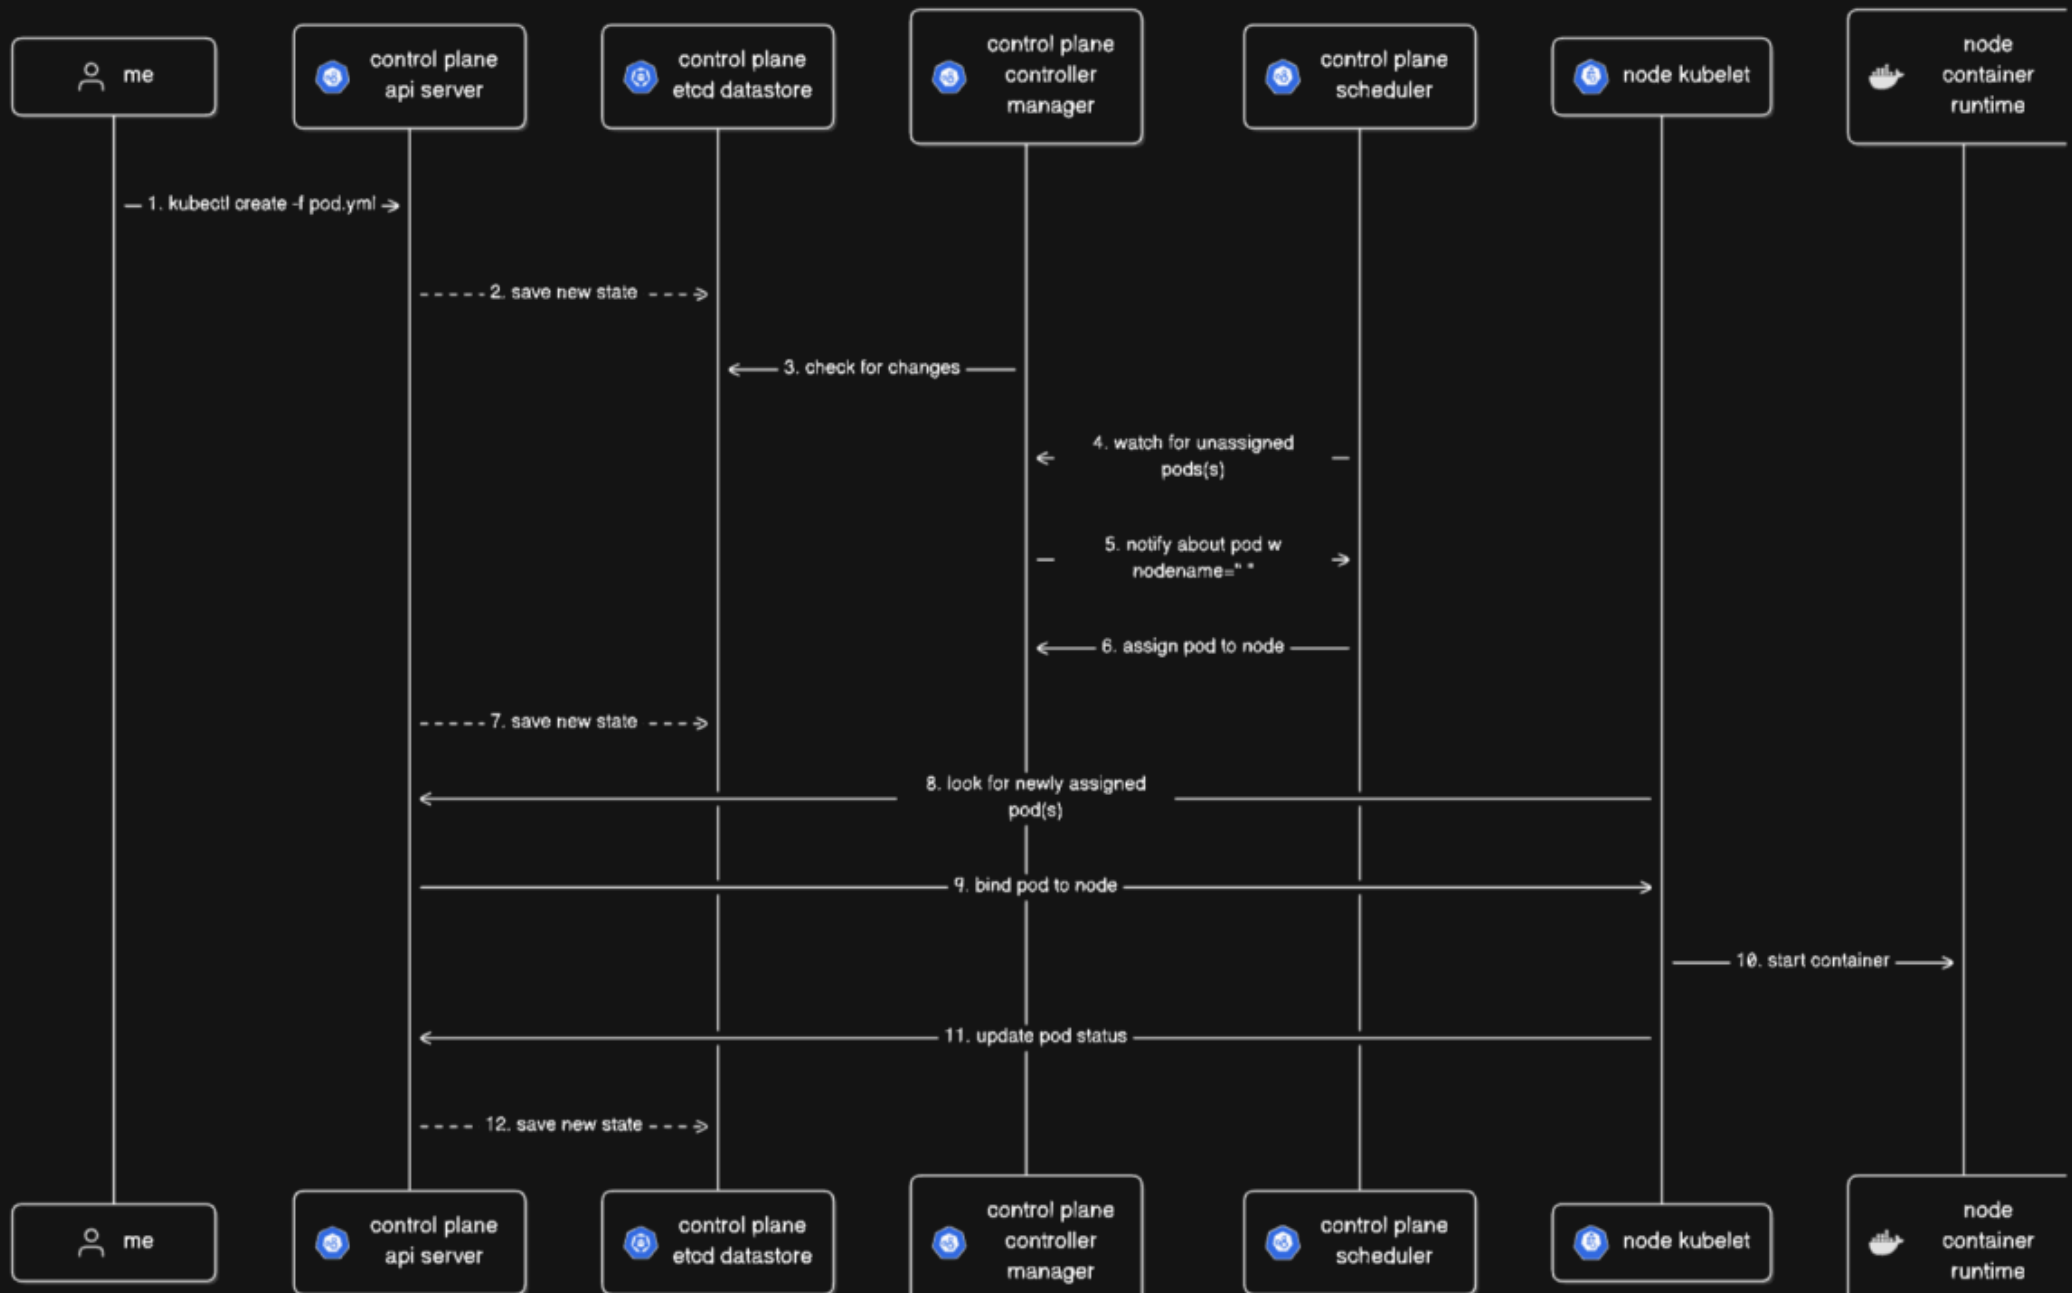 me
control plane
api server
control plane
etcd datastore
control plane
controller
manager
control plane
scheduler
node kubelet
node
container
runtime
1. kubectl create -f pod.yml
2. save new state
3. check for changes
4. watch for unassigned
pods(s)
5. notify about pod w
nodename=" "
6. assign pod to node
7. save new state
8. look for newly assigned
pod(s)
9. bind pod to node
10. start container
11. update pod status
12. save new state
me
control plane
api server
control plane
etcd datastore
control plane
controller
manager
control plane
scheduler
node kubelet
node
container
runtime